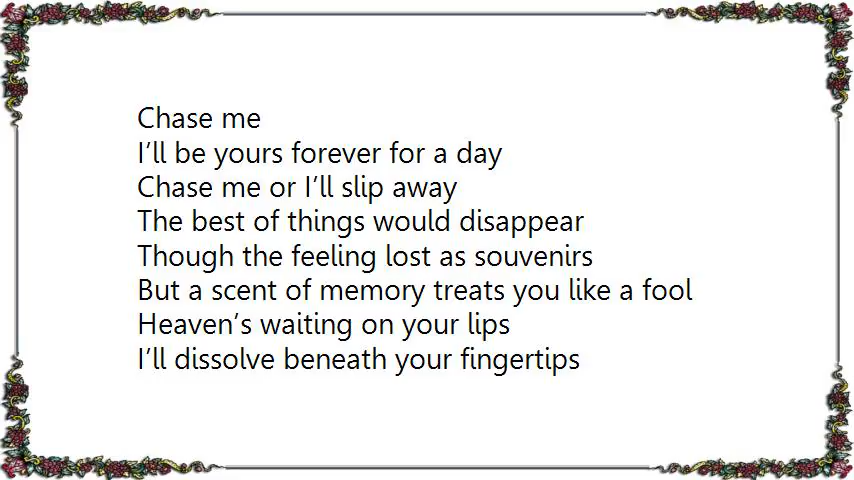 Chase me
I’ll be yours forever for a day
Chase me or I’ll slip away
The best of things would disappear
Though the feeling lost as souvenirs
But a scent of memory treats you like a fool
Heaven’s waiting on your lips
I’ll dissolve beneath your fingertips